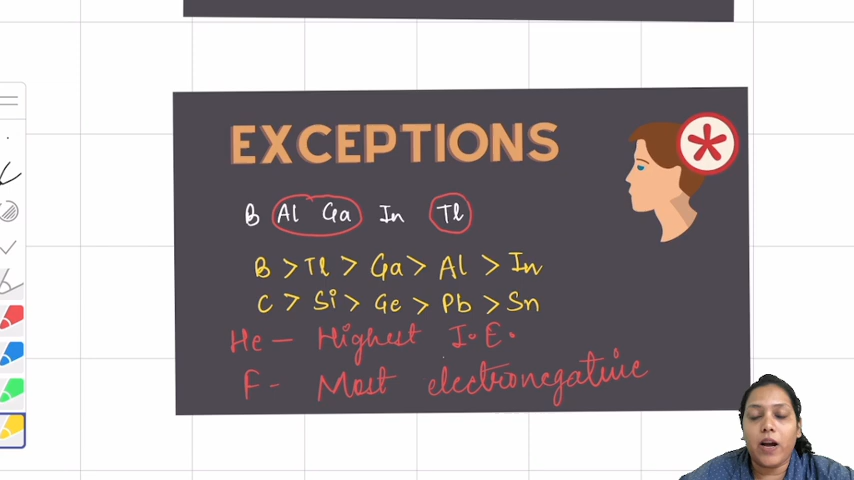 EXCEPTIONS
B Al Ga In Tl
B > Tl > Ga > Al > In
C > Si > Ge > Pb > Sn
He - Highest I.E.
F - Most electronegative